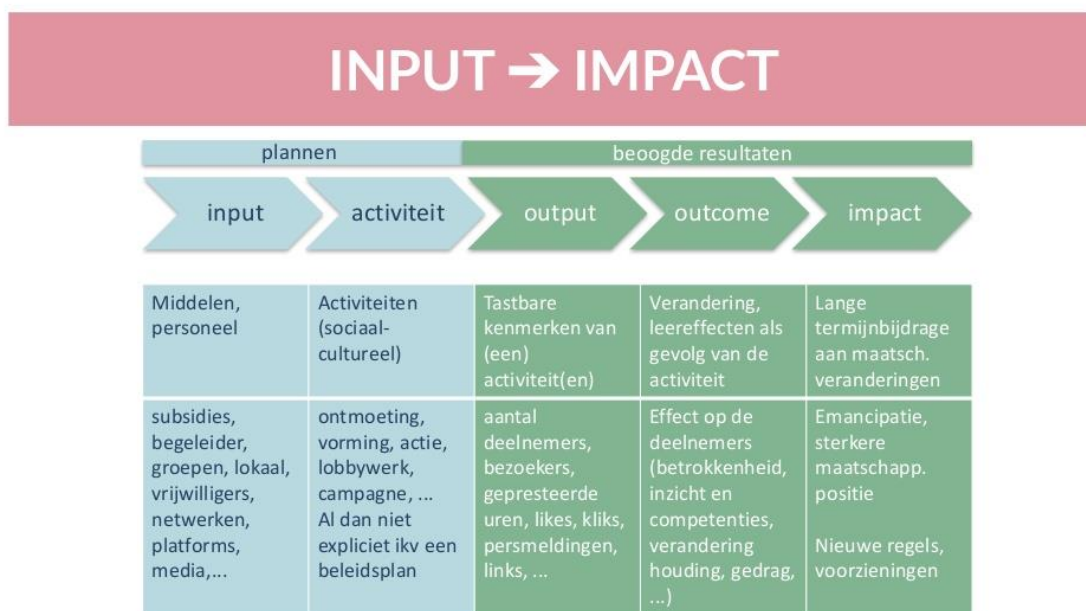 INPUT ➔ IMPACT
plannen
beoogde resultaten
input
activiteit
output
outcome
impact
Middelen,
personeel
Activiteiten
(sociaal-
cultureel)
Tastbare
kenmerken van
(een)
activiteit(en)
Verandering,
leereffecten als
gevolg van de
activiteit
Lange
termijnbijdrage
aan maatsch.
veranderingen
subsidies,
begeleider,
groepen, lokaal,
vrijwilligers,
netwerken,
platforms,
media,...
ontmoeting,
vorming, actie,
lobbywerk,
campagne, ...
Al dan niet
expliciet ikv een
beleidsplan
aantal
deelnemers,
bezoekers,
gepresteerde
uren, likes, kliks,
persmeldingen,
links, ...
Effect op de
deelnemers
(betrokkenheid,
inzicht en
competenties,
verandering
houding, gedrag,
...)
Emancipatie,
sterkere
maatschapp.
positie
Nieuwe regels,
voorzieningen